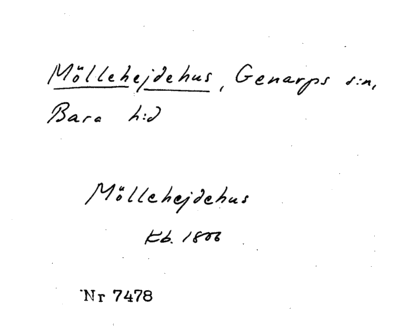 Möllehejdehus, Genarps s:n,
Bara h:d
Möllehejdehus
Kb. 1806
Nr 7478